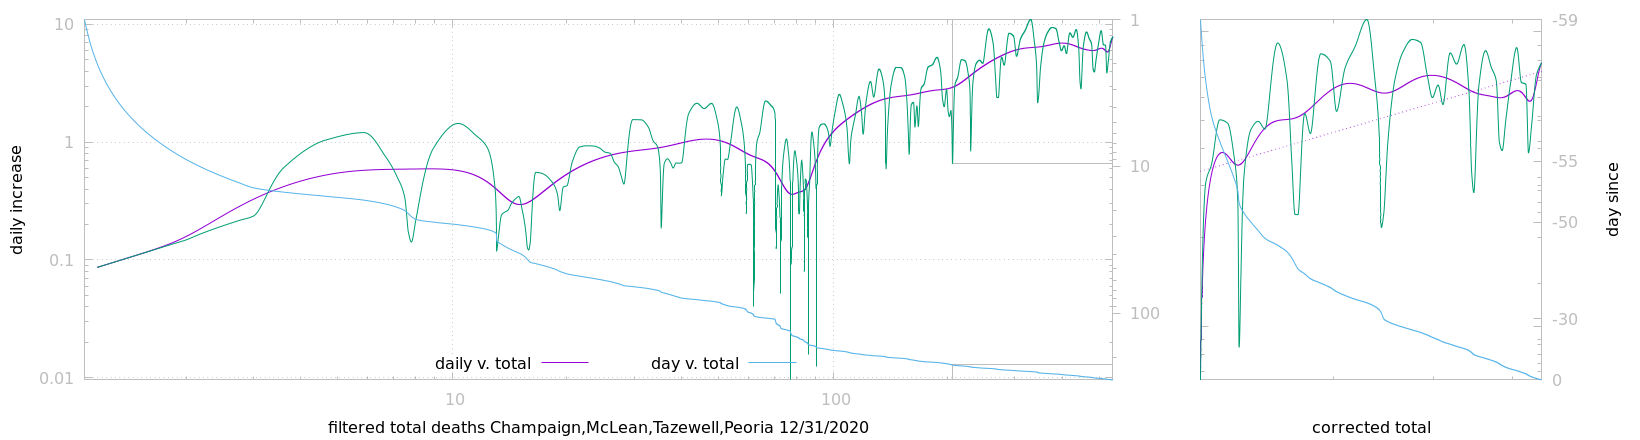 10
1
0.1
0.01
daily increase
10
100
1
10
100
daily v. total
day v. total
filtered total deaths Champaign,McLean,Tazewell,Peoria 12/31/2020
-59
-55
-50
-30
0
day since
corrected total